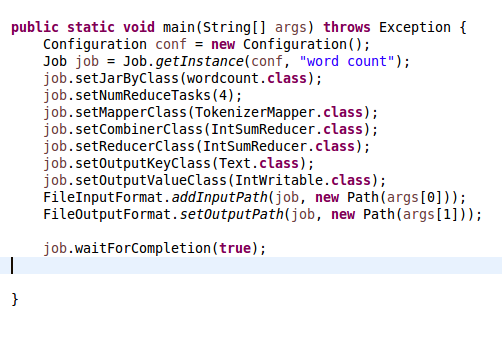 public static void main(String[] args) throws Exception {
    Configuration conf = new Configuration();
    Job job = Job.getInstance(conf, "word count");
    job.setJarByClass(wordcount.class);
    job.setNumReduceTasks(4);
    job.setMapperClass(TokenizerMapper.class);
    job.setCombinerClass(IntSumReducer.class);
    job.setReducerClass(IntSumReducer.class);
    job.setOutputKeyClass(Text.class);
    job.setOutputValueClass(IntWritable.class);
    FileInputFormat.addInputPath(job, new Path(args[0]));
    FileOutputFormat.setOutputPath(job, new Path(args[1]));

    job.waitForCompletion(true);

}